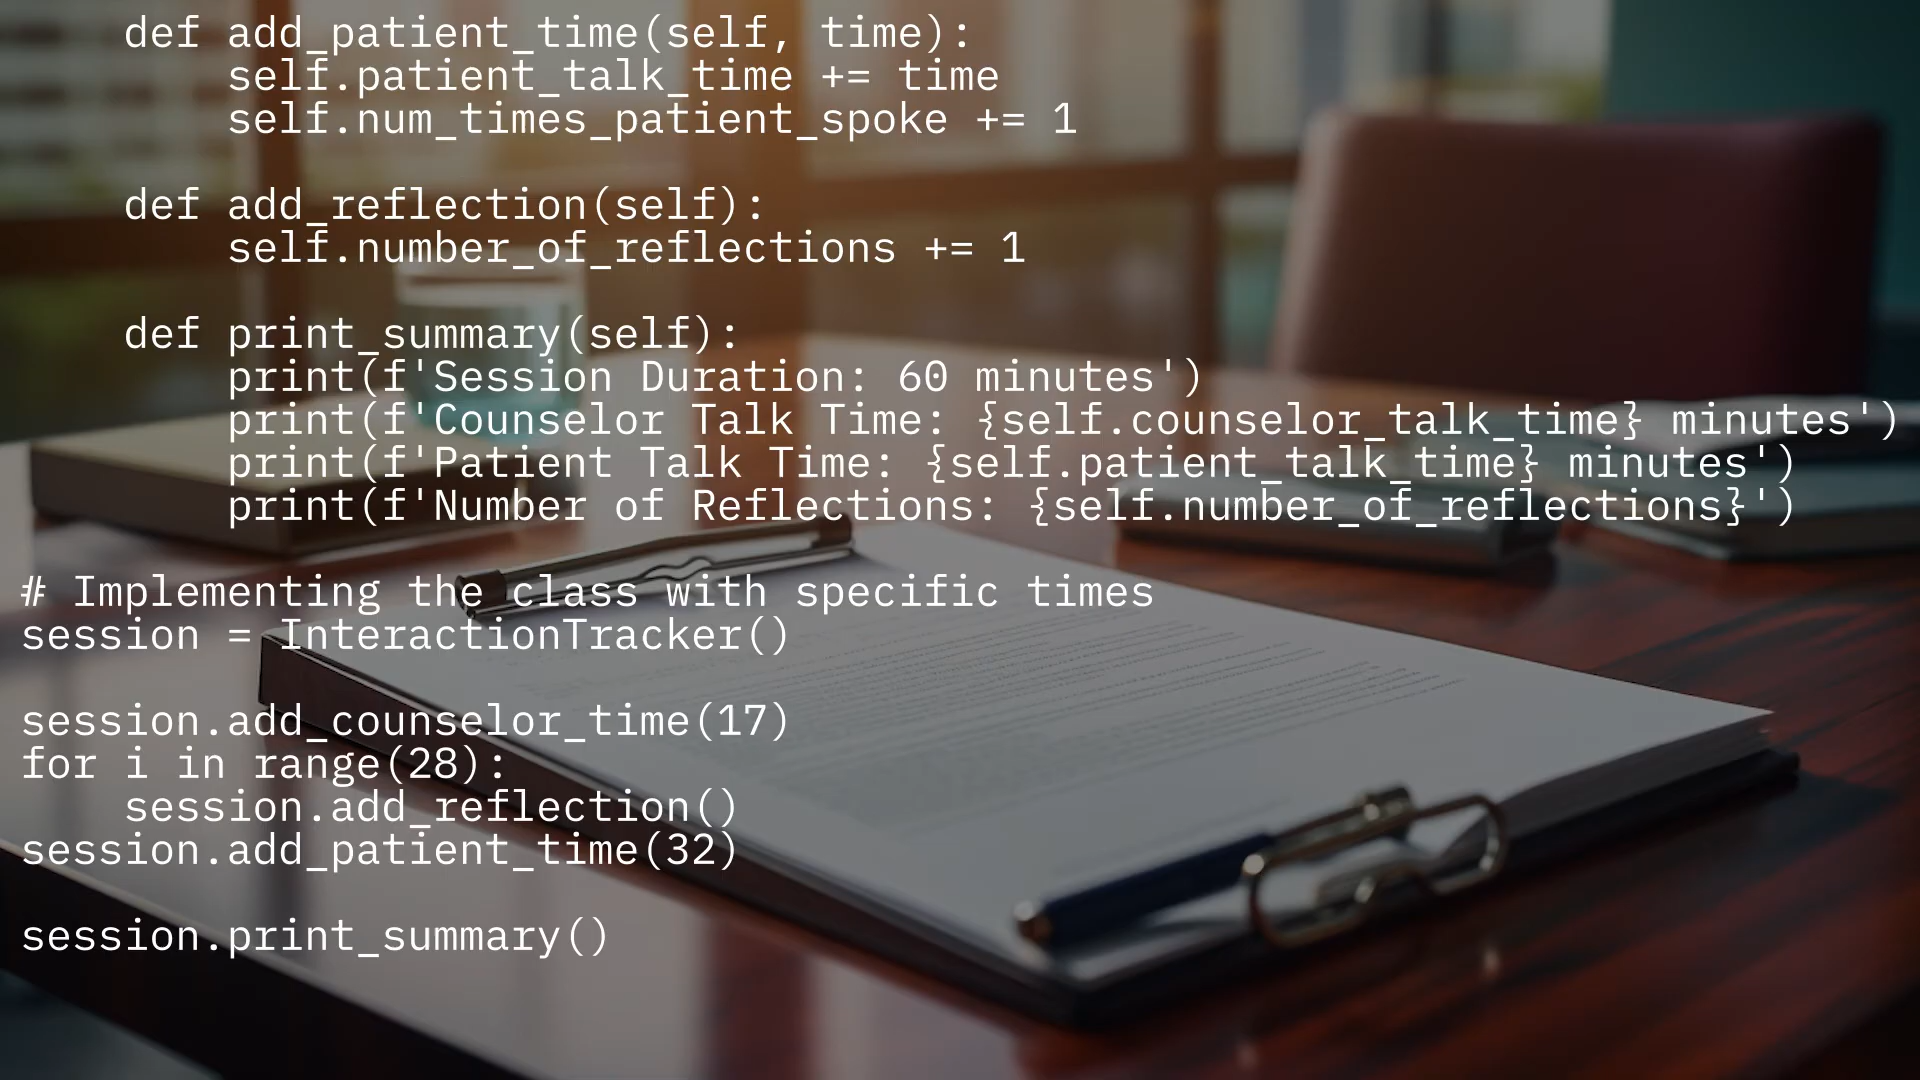 def add_patient_time(self, time):
self.patient_talk_time += time
self.num_times_patient_spoke += 1
def add_reflection(self):
self.number_of_reflections += 1
def print_summary(self):
print(f'Session Duration: 60 minutes')
print(f'Counselor Talk Time: {self.counselor_talk_time} minutes')
print(f'Patient Talk Time: {self.patient_talk_time} minutes')
print(f'Number of Reflections: {self.number_of_reflections}')
# Implementing the class with specific times
session = InteractionTracker()
session.add_counselor_time(17)
for i in range(28):
session.add_reflection()
session.add_patient_time(32)
session.print_summary()